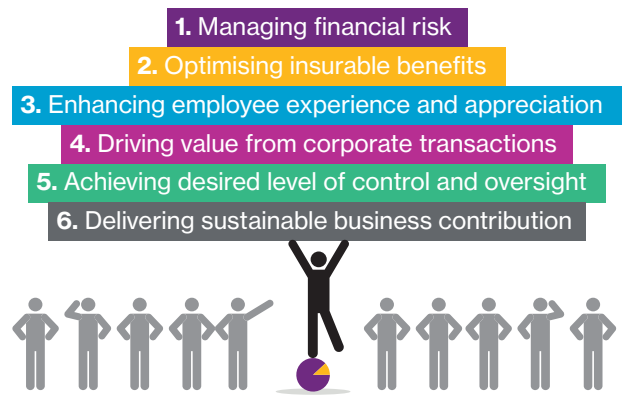 1. Managing financial risk
2. Optimising insurable benefits
3. Enhancing employee experience and appreciation
4. Driving value from corporate transactions
5. Achieving desired level of control and oversight
6. Delivering sustainable business contribution